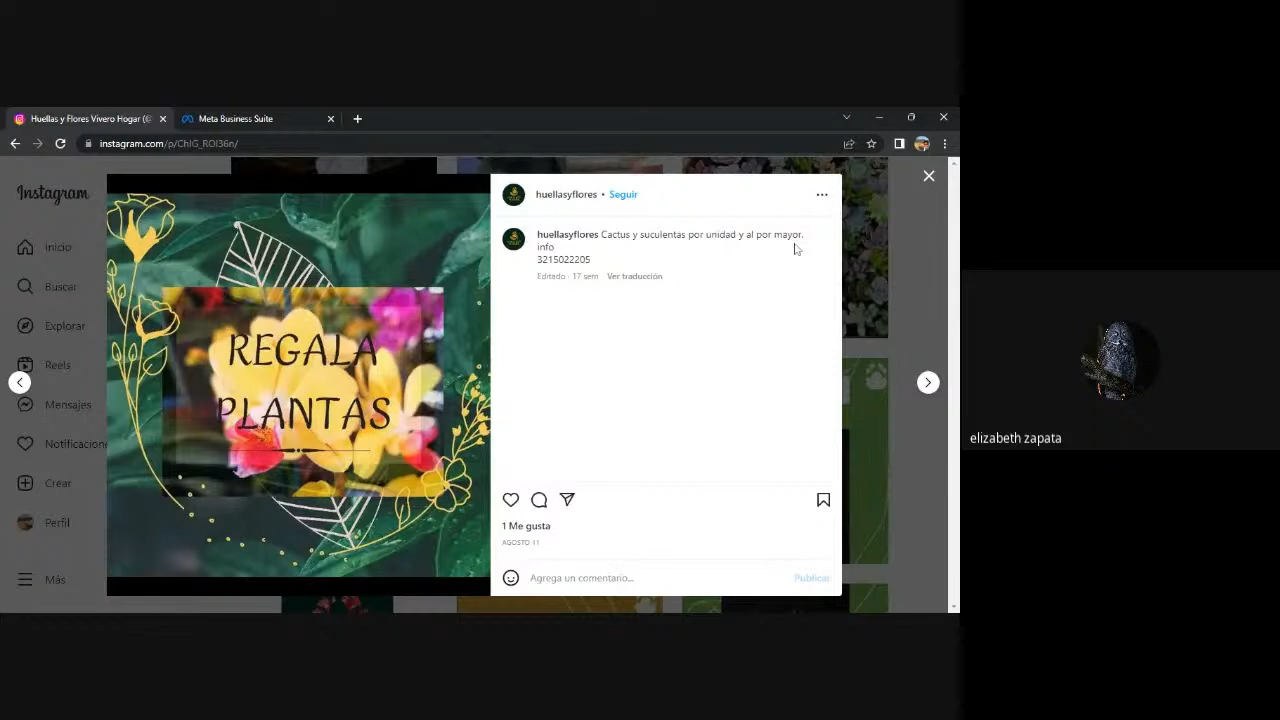 Huellas y Flores Vivero Hogar (@
Meta Business Suite
instagram.com/p/ChIG_ROl36n/
Instagram
Inicio
Buscar
Explorar
Reels
Mensajes
Notificacione
Crear
Perfil
Más
REGALA
PLANTAS
huellasyflores • Seguir
huellasyflores Cactus y suculentas por unidad y al por mayor.
info
3215022205
Editado · 17 sem Ver traducción
1 Me gusta
AGOSTO 11
Agrega un comentario...
Publicar
elizabeth zapata